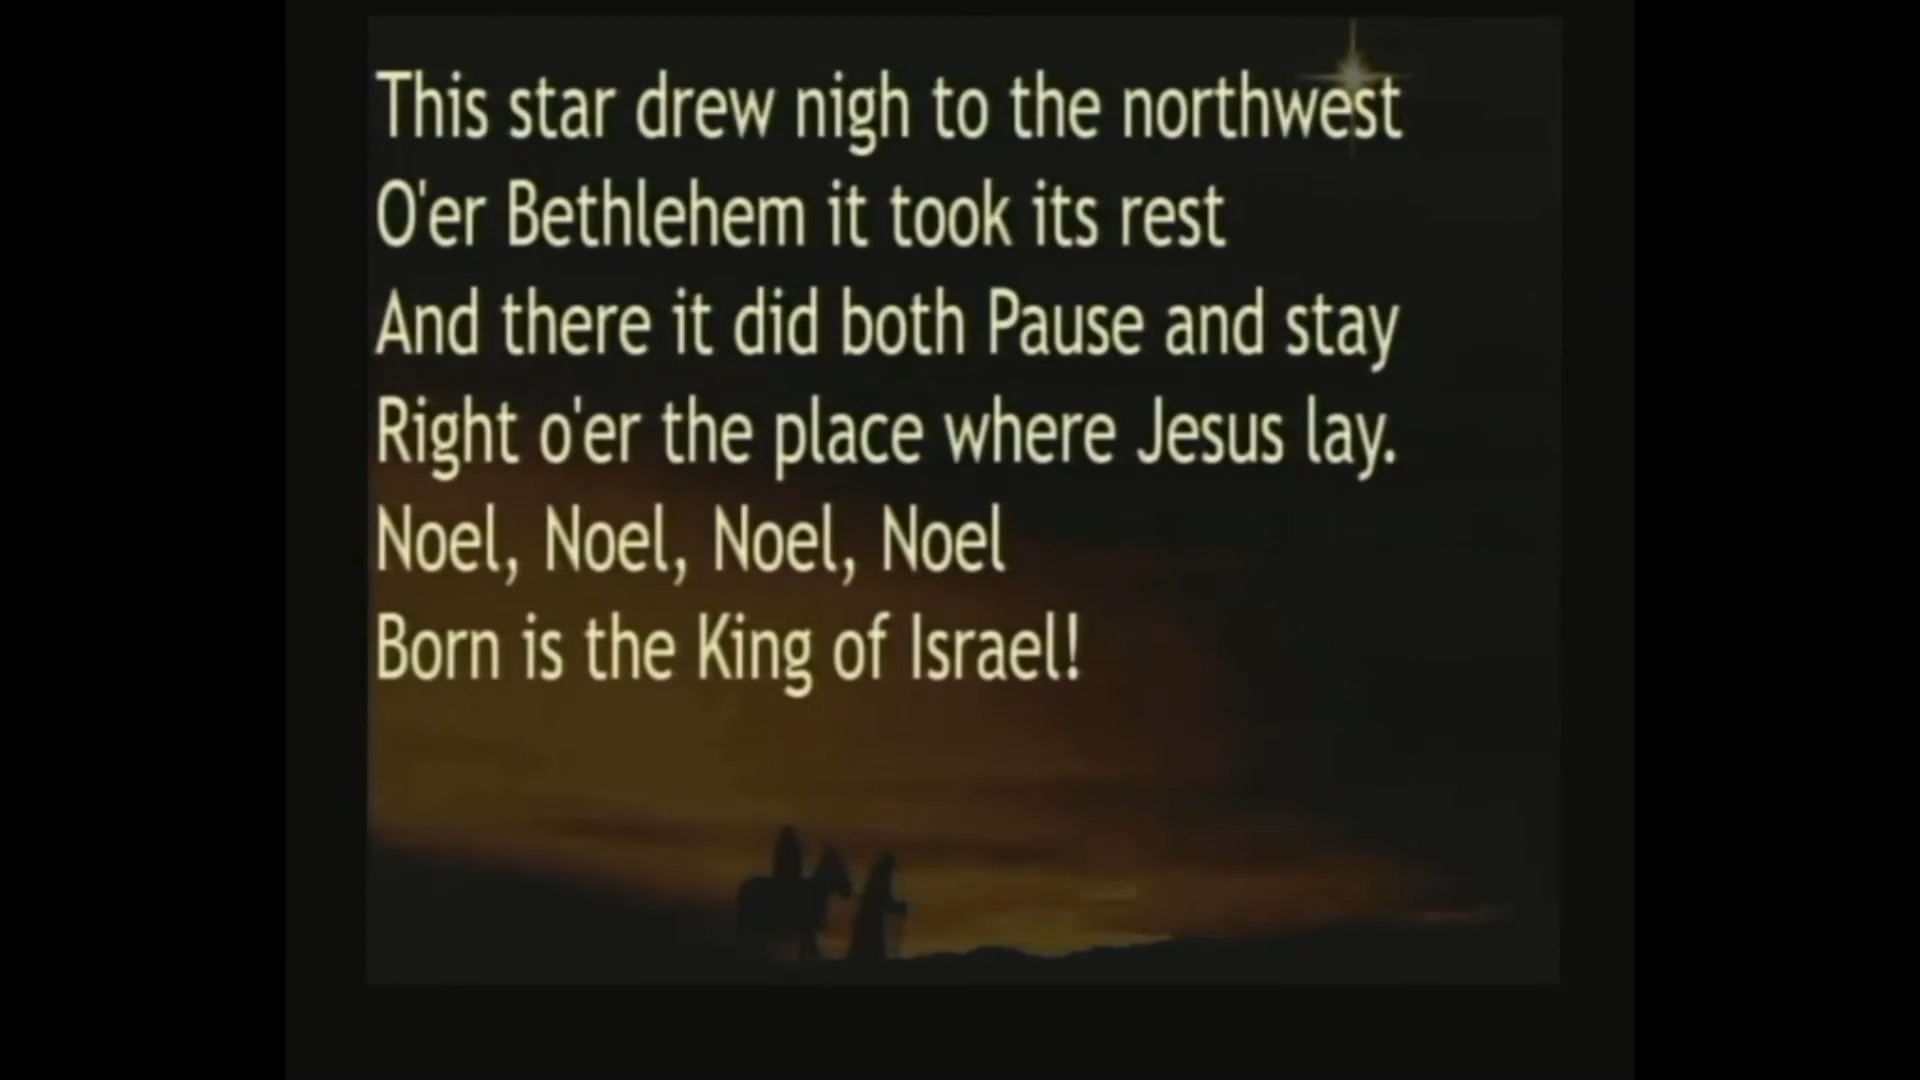 This star drew nigh to the northwest
O'er Bethlehem it took its rest
And there it did both Pause and stay
Right o'er the place where Jesus lay.
Noel, Noel, Noel, Noel
Born is the King of Israel!